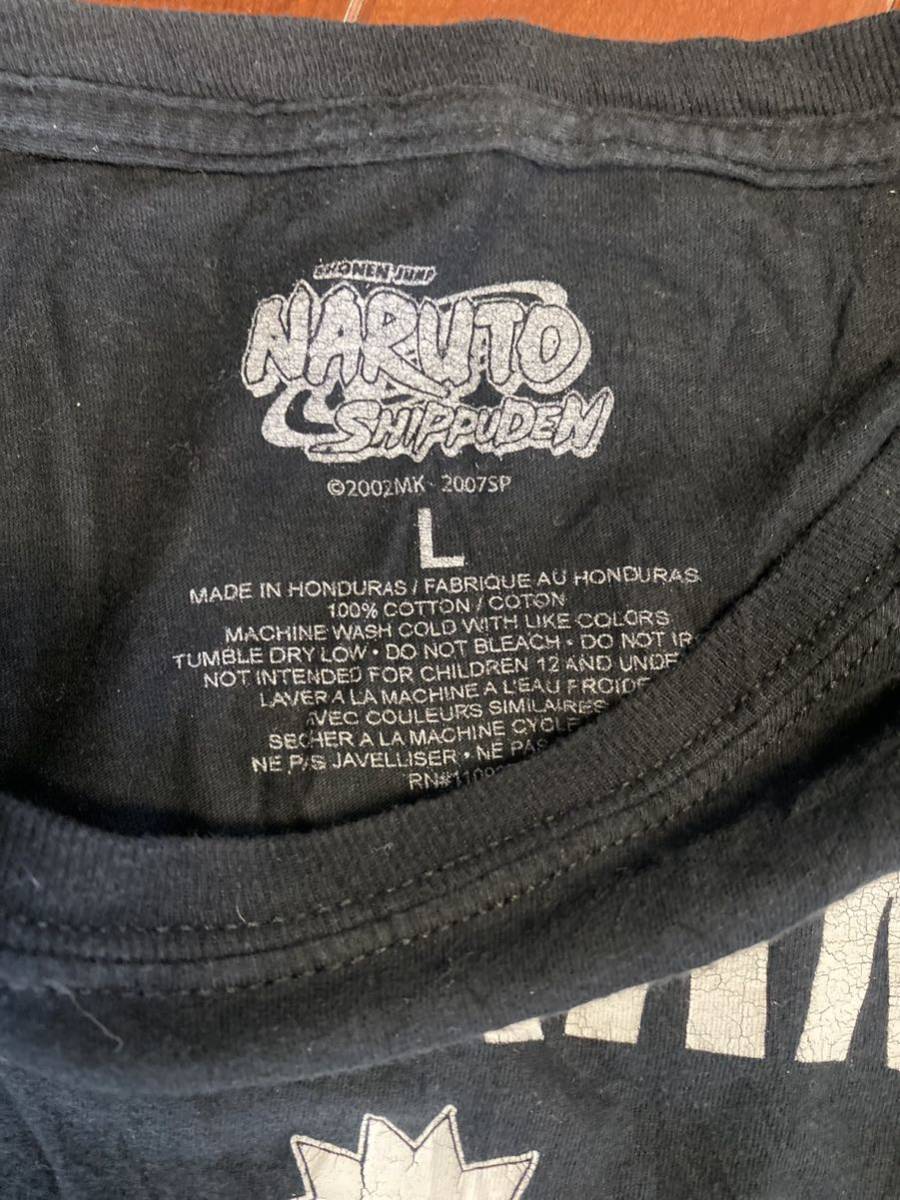 SHONEN JUMP
NARUTO
SHIPPUDEN
©2002MK · 2007SP
L
MADE IN HONDURAS / FABRIQUE AU HONDURAS
100% COTTON / COTON
MACHINE WASH COLD WITH LIKE COLORS
TUMBLE DRY LOW • DO NOT BLEACH • DO NOT
NOT INTENDED FOR CHILDREN 12 AND
LAVER A LA MACHINE A L'EAU FROIDE
AVEC COULEURS SIMILAIRES
SECHER A LA MACHINE
NE PAS JAVELLISER • NE PAS